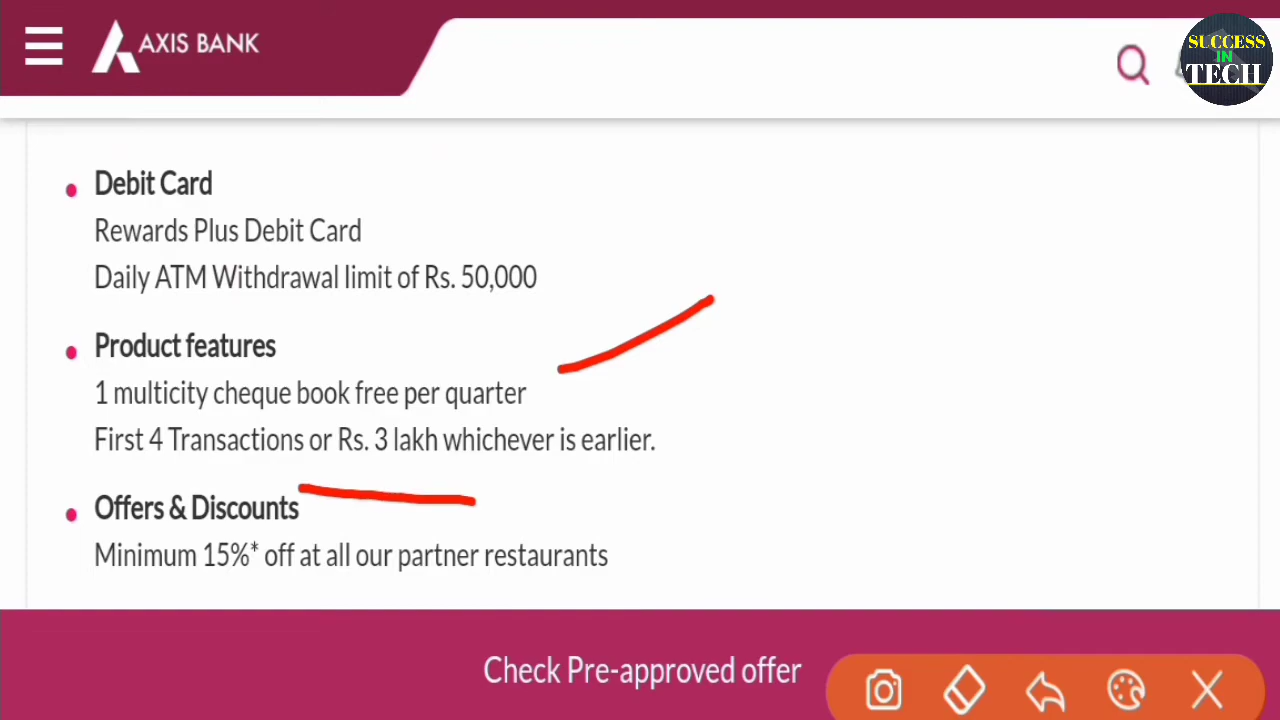 AXIS BANK
SUCCESS
IN
TECH
Debit Card
Rewards Plus Debit Card
Daily ATM Withdrawal limit of Rs. 50,000
Product features
1 multicity cheque book free per quarter
First 4 Transactions or Rs. 3 lakh whichever is earlier.
Offers & Discounts
Minimum 15%* off at all our partner restaurants
Check Pre-approved offer